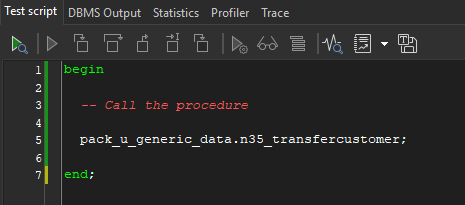 Test script DBMS Output Statistics Profiler Trace
1 begin
2
3 -- Call the procedure
4
5 pack_u_generic_data.n35_transfercustomer;
6
7 end;